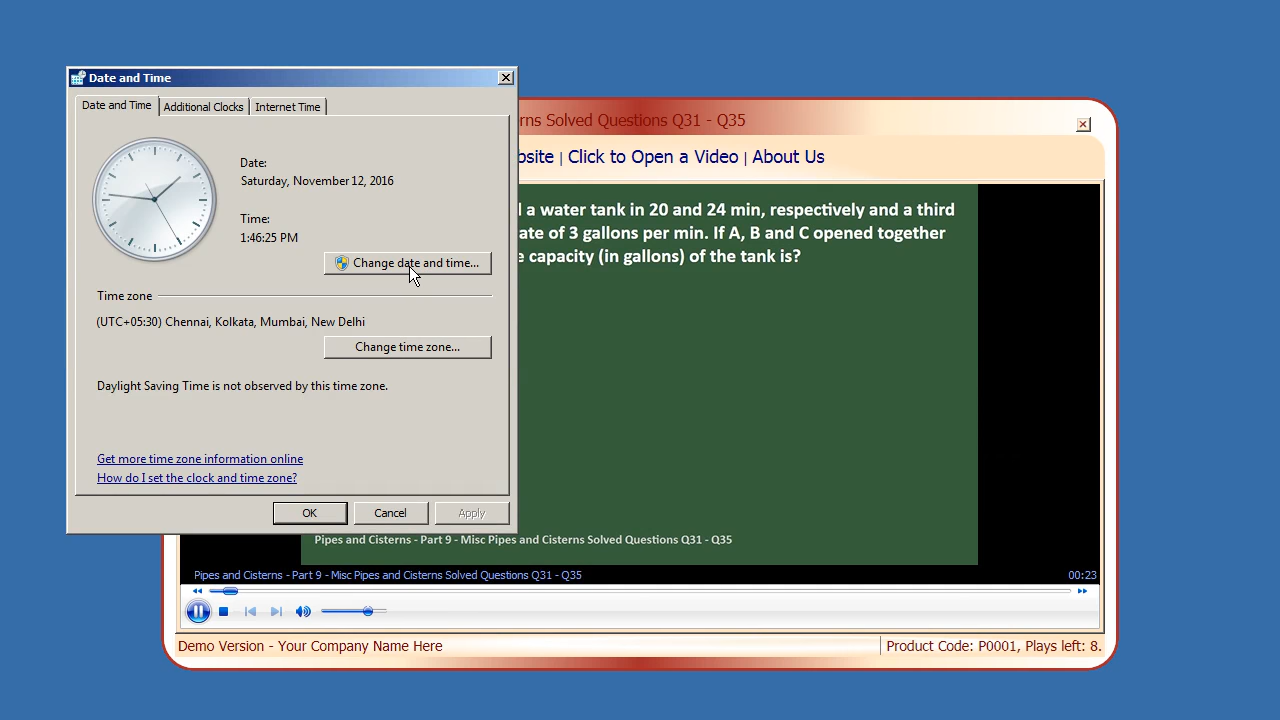 Date and Time
Date and Time
Additional Clocks
Internet Time
Date:
Saturday, November 12, 2016
Time:
1:46:25 PM
Change date and time...
Time zone
(UTC+05:30) Chennai, Kolkata, Mumbai, New Delhi
Change time zone...
Daylight Saving Time is not observed by this time zone.
Get more time zone information online
How do I set the clock and time zone?
OK
Cancel
Apply
Solved Questions Q31 - Q35
| Click to Open a Video | About Us
a water tank in 20 and 24 min, respectively and a third
of 3 gallons per min. If A, B and C opened together
capacity (in gallons) of the tank is?
Pipes and Cisterns - Part 9 - Misc Pipes and Cisterns Solved Questions Q31 - Q35
Pipes and Cisterns - Part 9 - Misc Pipes and Cisterns Solved Questions Q31 - Q35
00:23
Demo Version - Your Company Name Here
Product Code: P0001, Plays left: 8.